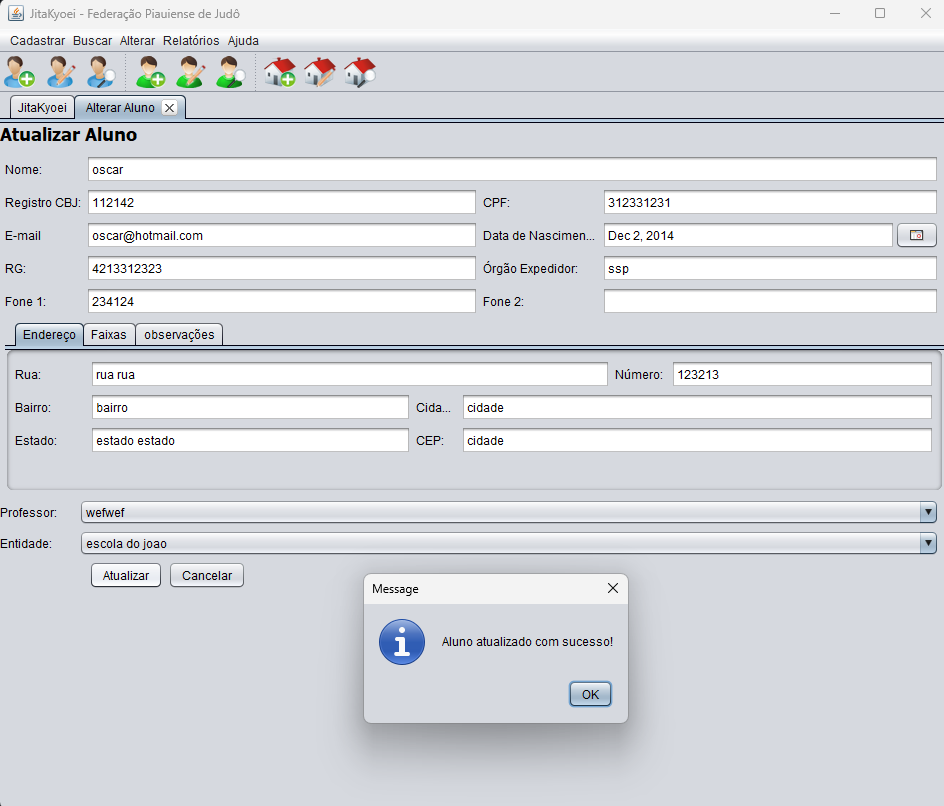 JitaKyoei - Federação Piauiense de Judô
Cadastrar Buscar Alterar Relatórios Ajuda
JitaKyoei Alterar Aluno
Atualizar Aluno
Nome: oscar
Registro CBJ: 112142 CPF: 312331231
E-mail oscar@hotmail.com Data de Nascimen... Dec 2, 2014
RG: 4213312323 Órgão Expedidor: ssp
Fone 1: 234124 Fone 2:
Endereço Faixas observações
Rua: rua rua Número: 123213
Bairro: bairro Cida... cidade
Estado: estado estado CEP: cidade
Professor: wefwef
Entidade: escola do joao
Atualizar Cancelar
Message
Aluno atualizado com sucesso!
OK